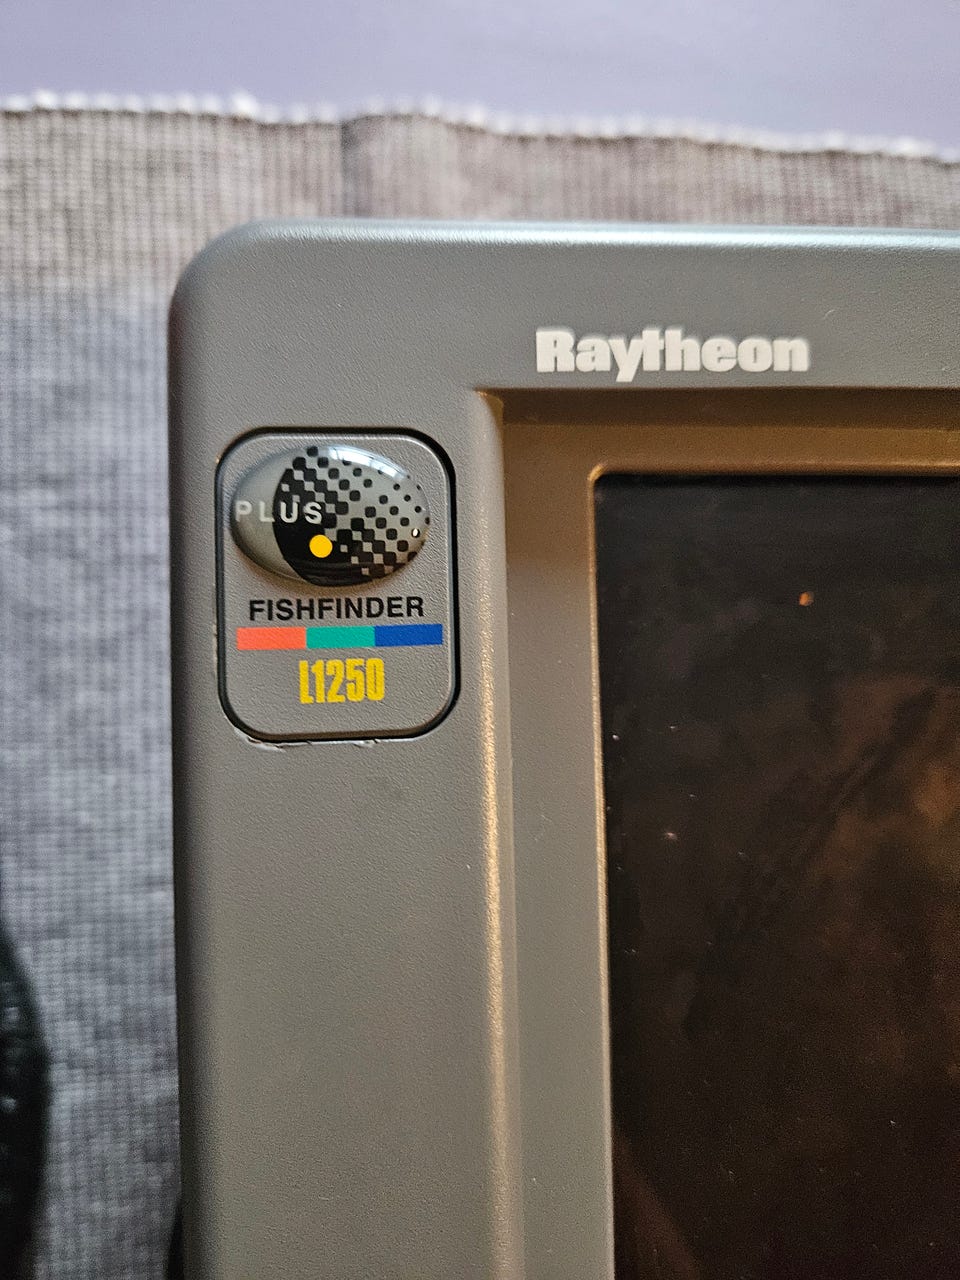 Raytheon
PLUS
FISHFINDER
L1250